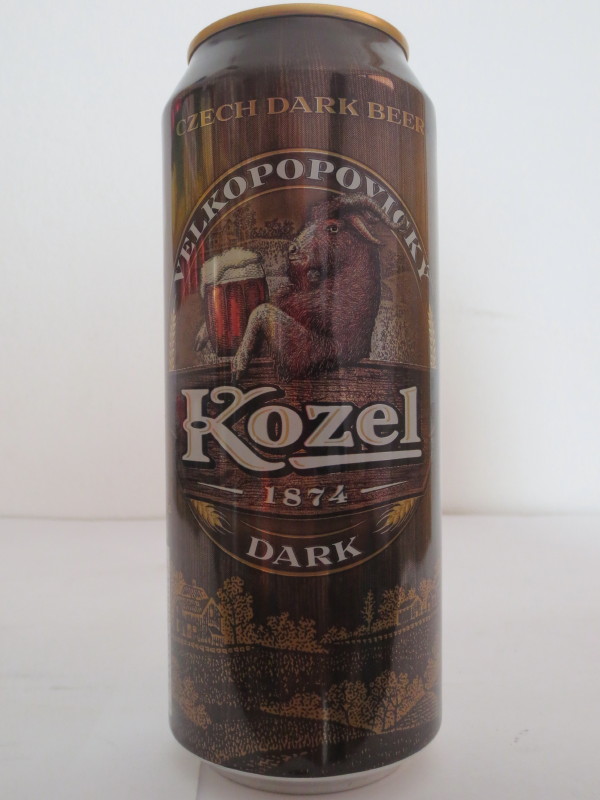 CZECH DARK BEER
VELKOPOPOVICKÝ
Kozel
1874
DARK